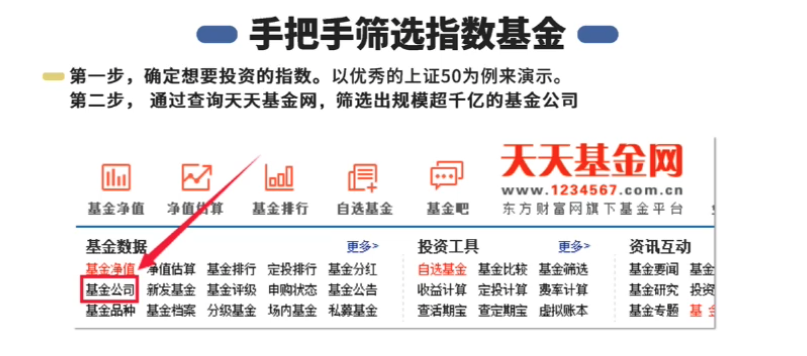 手把手筛选指数基金
第一步，确定想要投资的指数。以优秀的上证50为例来演示。
第二步， 通过查询天天基金网，筛选出规模超千亿的基金公司
天天基金网
www.1234567.com.cn
基金净值 净值估算 基金排行 自选基金 基金吧 东方财富网旗下基金平台
基金数据 更多> 投资工具 更多> 资讯互动
基金净值 净值估算 基金排行 定投排行 基金分红 自选基金 基金比较 基金筛选 基金要闻 基金
基金公司 新发基金 基金评级 申购状态 基金公告 收益计算 定投计算 费率计算 基金研究 投资
基金品种 基金档案 分级基金 场内基金 私募基金 查活期宝 查定期宝 虚拟账本 基金专题 基金